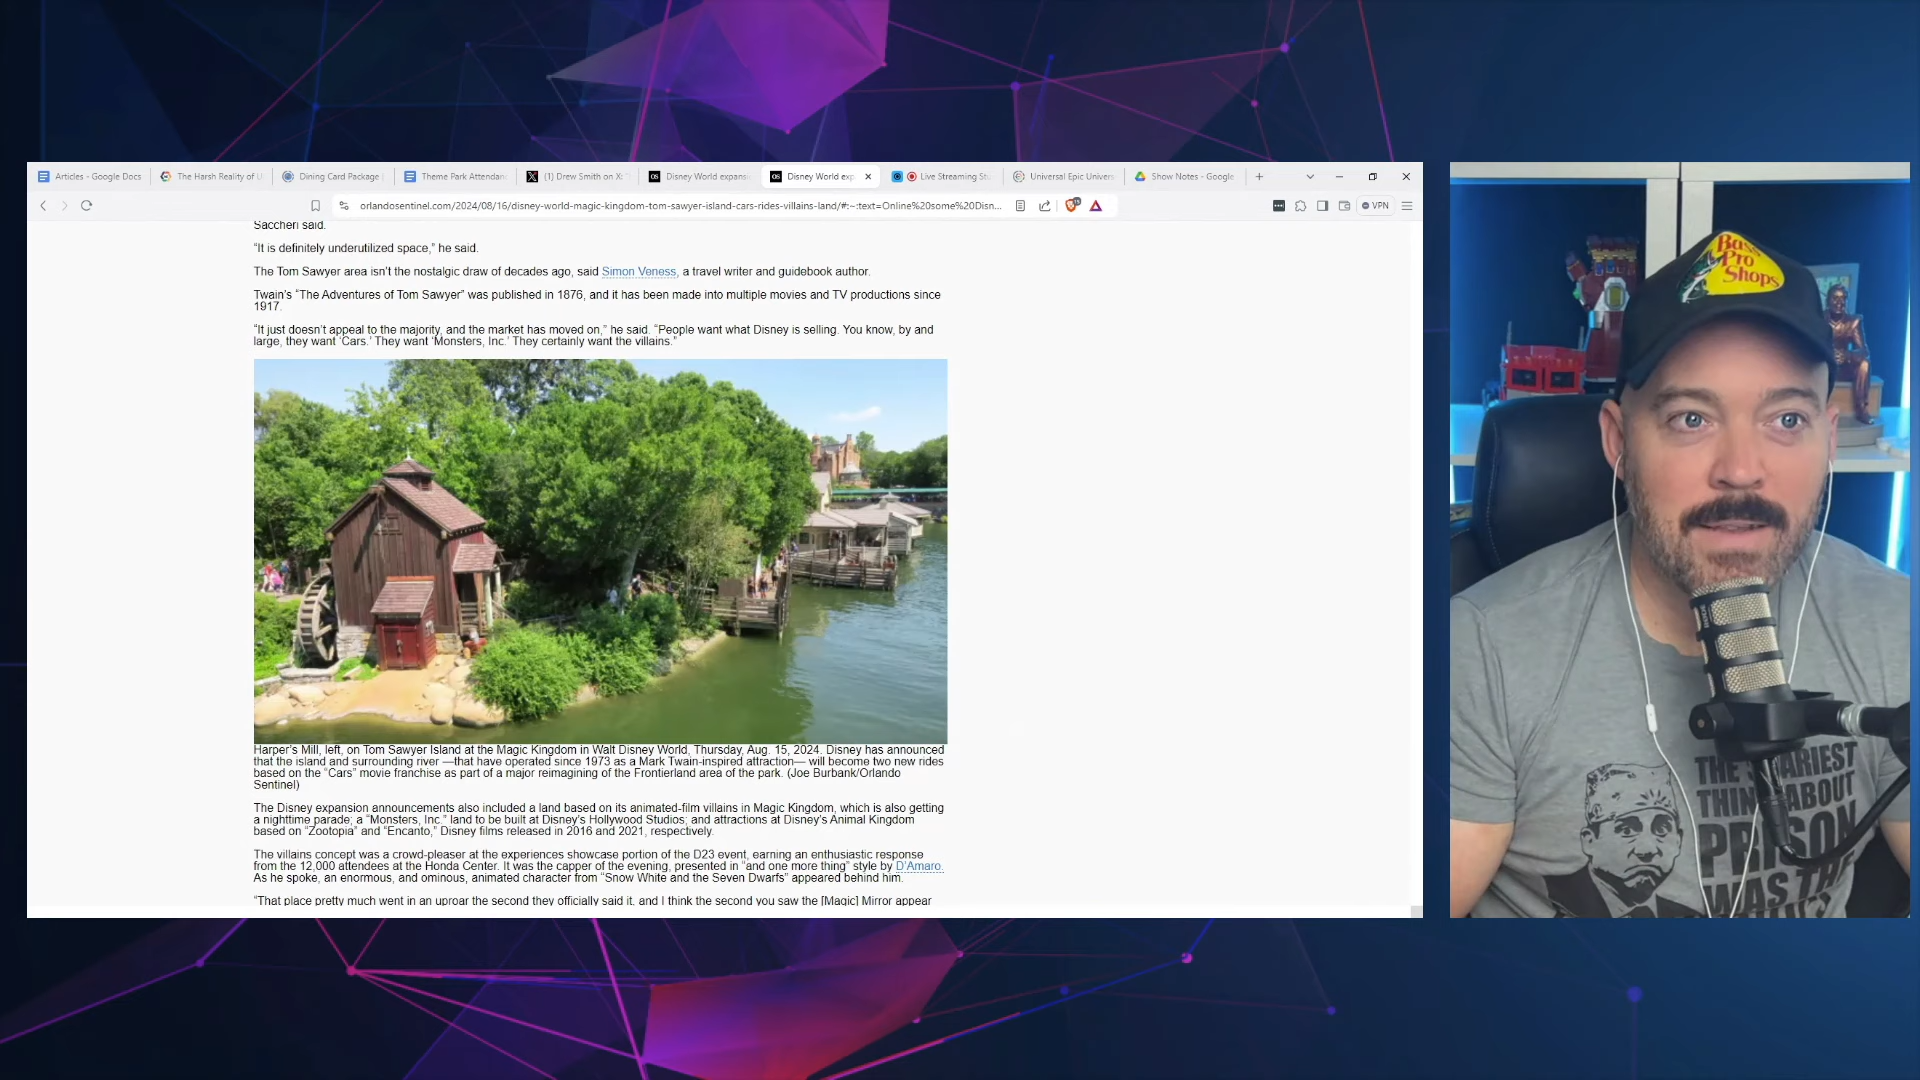 Articles - Google Docs
The Harsh Reality of U
Dining Card Package
Theme Park Attendan
(1) Drew Smith on X: "
Disney World expans
Disney World exp
Live Streaming Stu
Universal Epic Univers
Show Notes - Google
orlandosentinel.com/2024/08/16/disney-world-magic-kingdom-tom-sawyer-island-cars-rides-villains-land/#:~:text=Online%20some%20Disn...
VPN
Saccheri said.
“It is definitely underutilized space,” he said.
The Tom Sawyer area isn’t the nostalgic draw of decades ago, said Simon Veness, a travel writer and guidebook author.
Twain’s “The Adventures of Tom Sawyer” was published in 1876, and it has been made into multiple movies and TV productions since
1917.
“It just doesn’t appeal to the majority, and the market has moved on,” he said. “People want what Disney is selling. You know, by and
large, they want ‘Cars.’ They want ‘Monsters, Inc.’ They certainly want the villains.”
Harper’s Mill, left, on Tom Sawyer Island at the Magic Kingdom in Walt Disney World, Thursday, Aug. 15, 2024. Disney has announced
that the island and surrounding river —that have operated since 1973 as a Mark Twain-inspired attraction— will become two new rides
based on the “Cars” movie franchise as part of a major reimagining of the Frontierland area of the park. (Joe Burbank/Orlando
Sentinel)
The Disney expansion announcements also included a land based on its animated-film villains in Magic Kingdom, which is also getting
a nighttime parade; a “Monsters, Inc.” land to be built at Disney’s Hollywood Studios; and attractions at Disney’s Animal Kingdom
based on “Zootopia” and “Encanto,” Disney films released in 2016 and 2021, respectively.
The villains concept was a crowd-pleaser at the experiences showcase portion of the D23 event, earning an enthusiastic response
from the 12,000 attendees at the Honda Center. It was the capper of the evening, presented in “and one more thing” style by D’Amaro.
As he spoke, an enormous, and ominous, animated character from “Snow White and the Seven Dwarfs” appeared behind him.
“That place pretty much went in an uproar the second they officially said it, and I think the second you saw the [Magic] Mirror appear
Bass
Pro
Shops
THE SCARIEST
THING ABOUT
PRISON
WAS THE